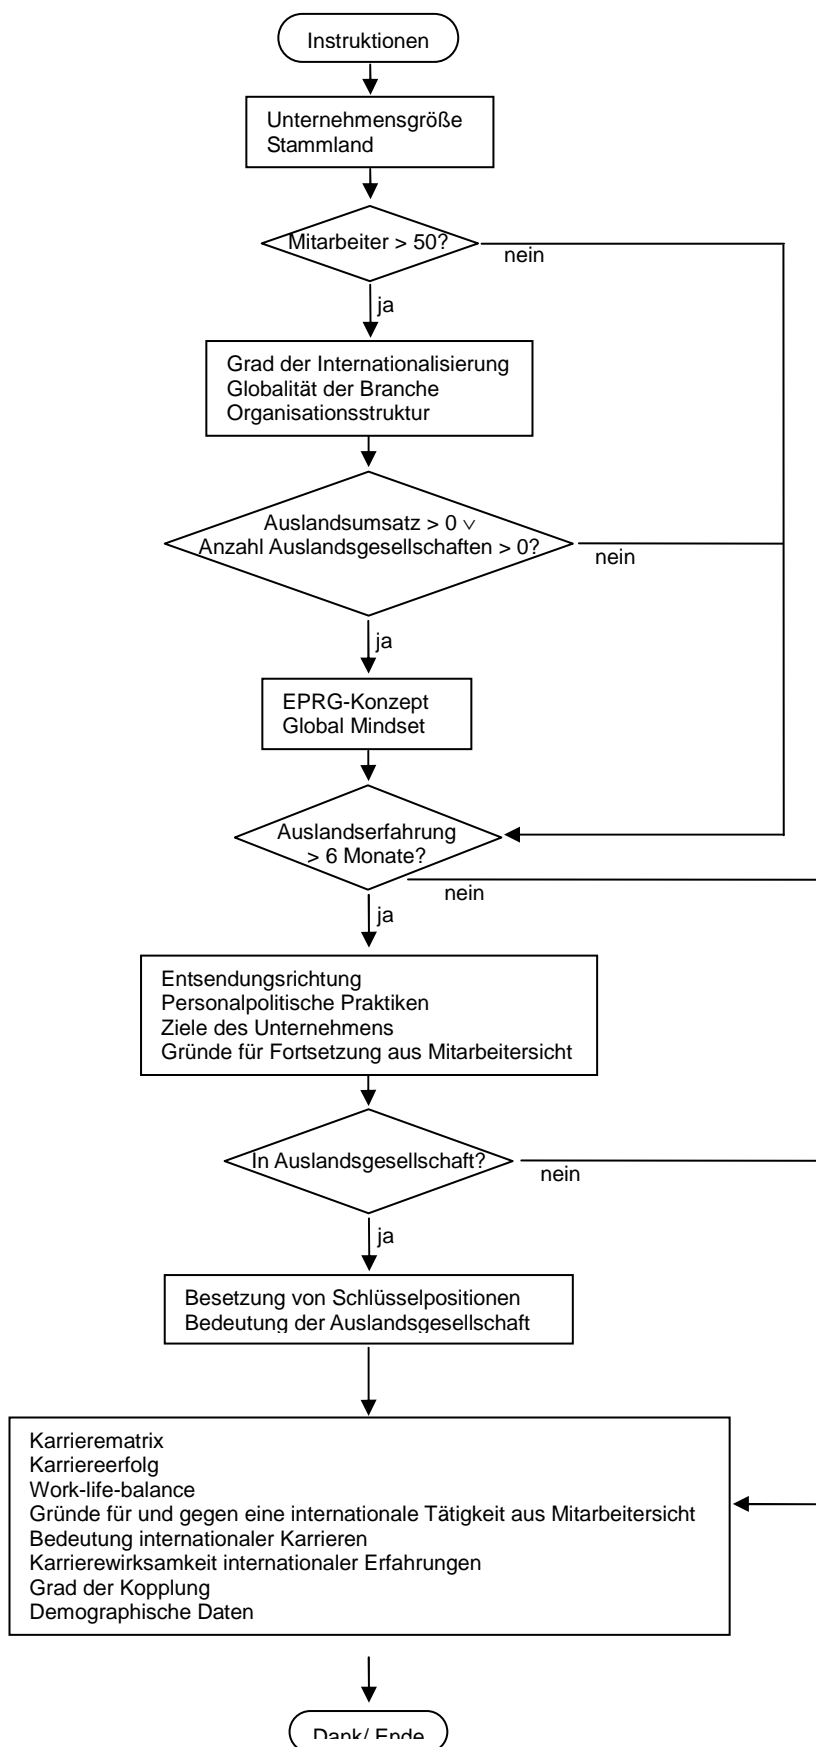 Instruktionen
Unternehmensgröße
Stammland
Mitarbeiter > 50?
nein
ja
Grad der Internationalisierung
Globalität der Branche
Organisationsstruktur
Auslandsumsatz > 0 ∨
Anzahl Auslandsgesellschaften > 0?
nein
ja
EPRG-Konzept
Global Mindset
Auslandserfahrung
> 6 Monate?
nein
ja
Entsendungsrichtung
Personalpolitische Praktiken
Ziele des Unternehmens
Gründe für Fortsetzung aus Mitarbeitersicht
In Auslandsgesellschaft?
nein
ja
Besetzung von Schlüsselpositionen
Bedeutung der Auslandsgesellschaft
Karrierematrix
Karriereerfolg
Work-life-balance
Gründe für und gegen eine internationale Tätigkeit aus Mitarbeitersicht
Bedeutung internationaler Karrieren
Karrierewirksamkeit internationaler Erfahrungen
Grad der Kopplung
Demographische Daten
Dank/ Ende